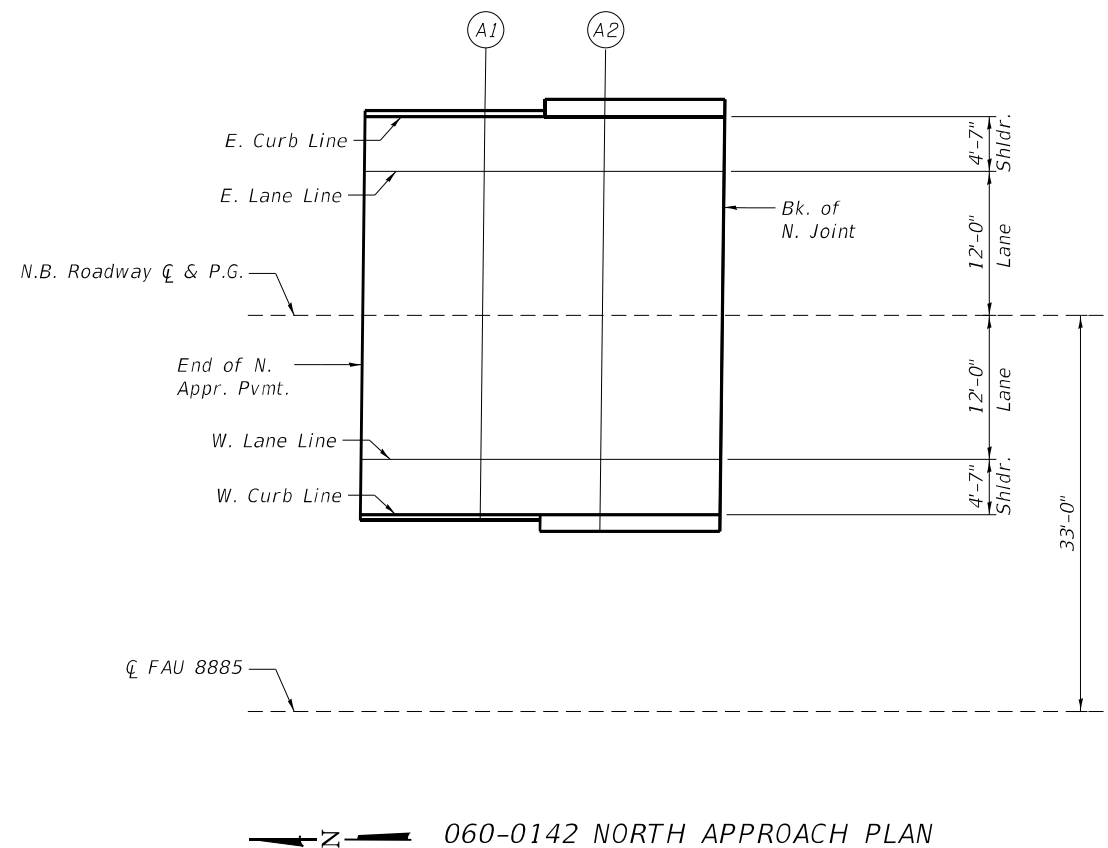 A1
A2
E. Curb Line
4'-7"
Shldr.
E. Lane Line
Bk. of
N. Joint
12'-0"
Lane
N.B. Roadway ℄ & P.G.
End of N.
Appr. Pvmt.
12'-0"
Lane
W. Lane Line
4'-7"
Shldr.
W. Curb Line
33'-0"
℄ FAU 8885
N
060-0142 NORTH APPROACH PLAN